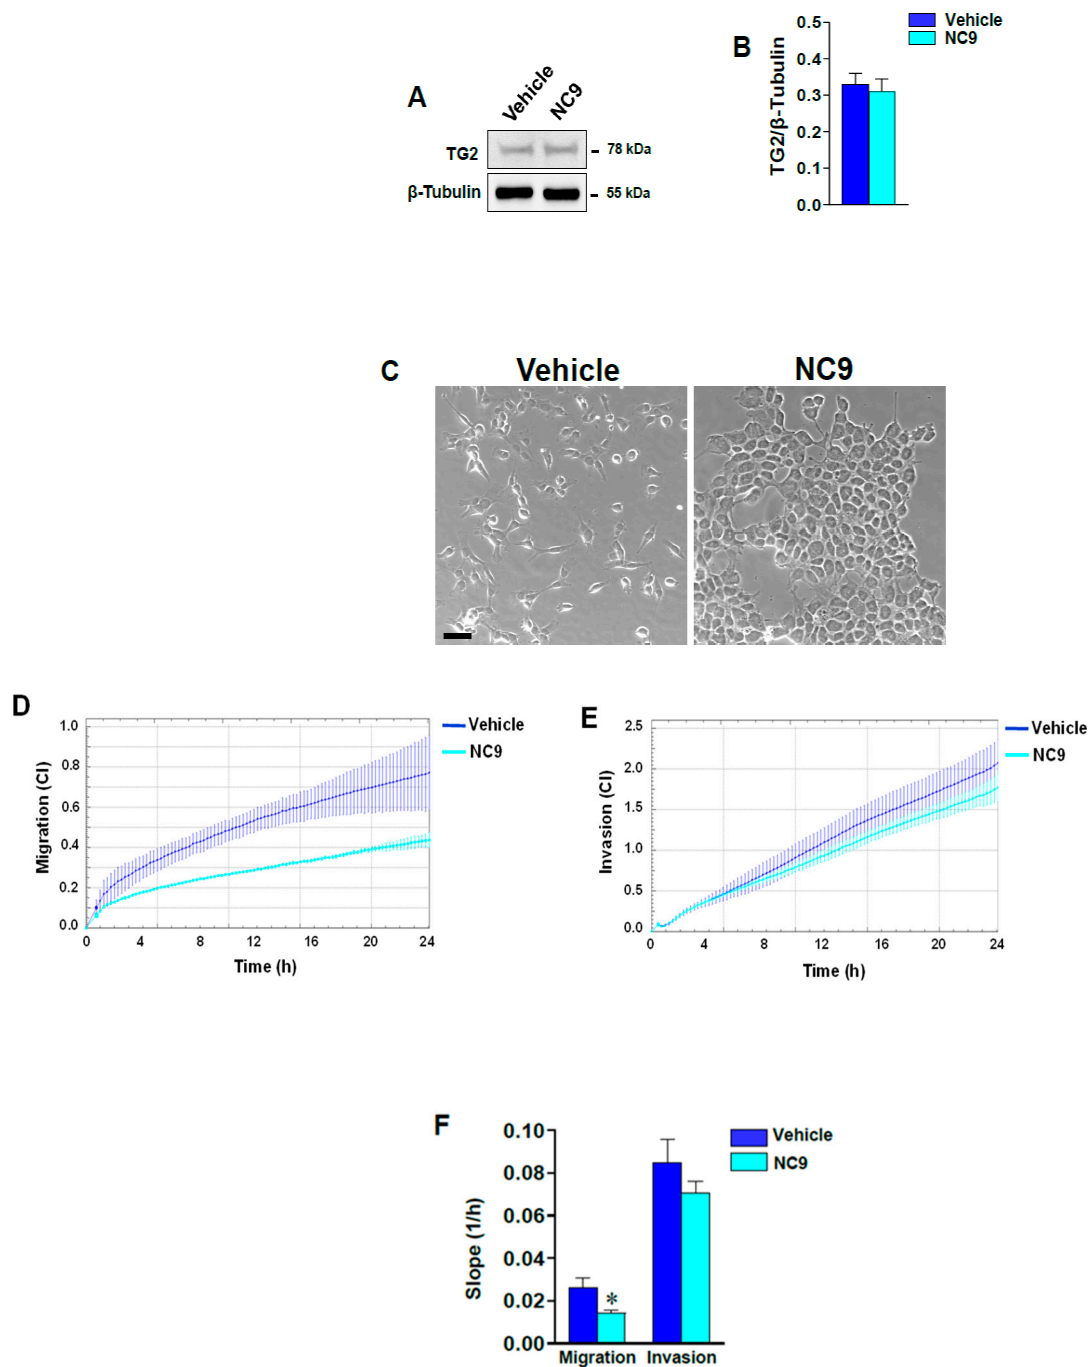 A
Vehicle
NC9
TG2
78 kDa
β-Tubulin
55 kDa
B
Vehicle
NC9
TG2/β-Tubulin
0.5
0.4
0.3
0.2
0.1
0.0
C
Vehicle
NC9
D
Vehicle
NC9
Migration (CI)
1.0
0.8
0.6
0.4
0.2
0.0
0
4
8
12
16
20
24
Time (h)
E
Vehicle
NC9
Invasion (CI)
2.5
2.0
1.5
1.0
0.5
0.0
0
4
8
12
16
20
24
Time (h)
F
Vehicle
NC9
Slope (1/h)
0.10
0.08
0.06
0.04
0.02
0.00
*
Migration
Invasion